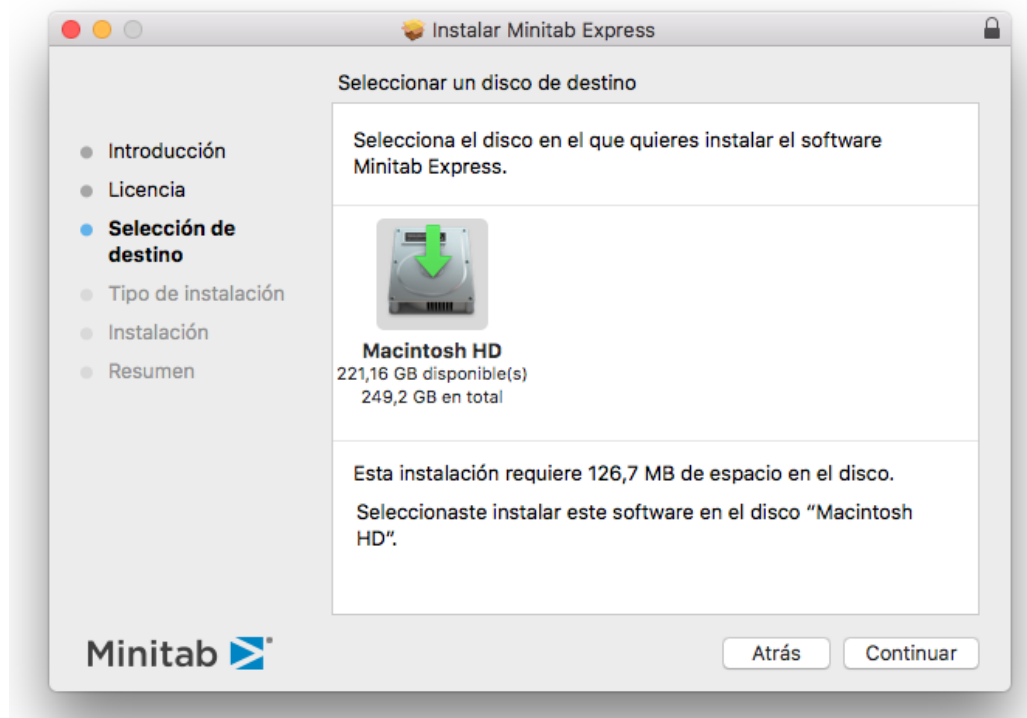 Instalar Minitab Express
Seleccionar un disco de destino
Introducción
Licencia
Selección de
destino
Tipo de instalación
Instalación
Resumen
Selecciona el disco en el que quieres instalar el software
Minitab Express.
Macintosh HD
221,16 GB disponible(s)
249,2 GB en total
Esta instalación requiere 126,7 MB de espacio en el disco.
Seleccionaste instalar este software en el disco “Macintosh
HD”.
Minitab
Atrás
Continuar